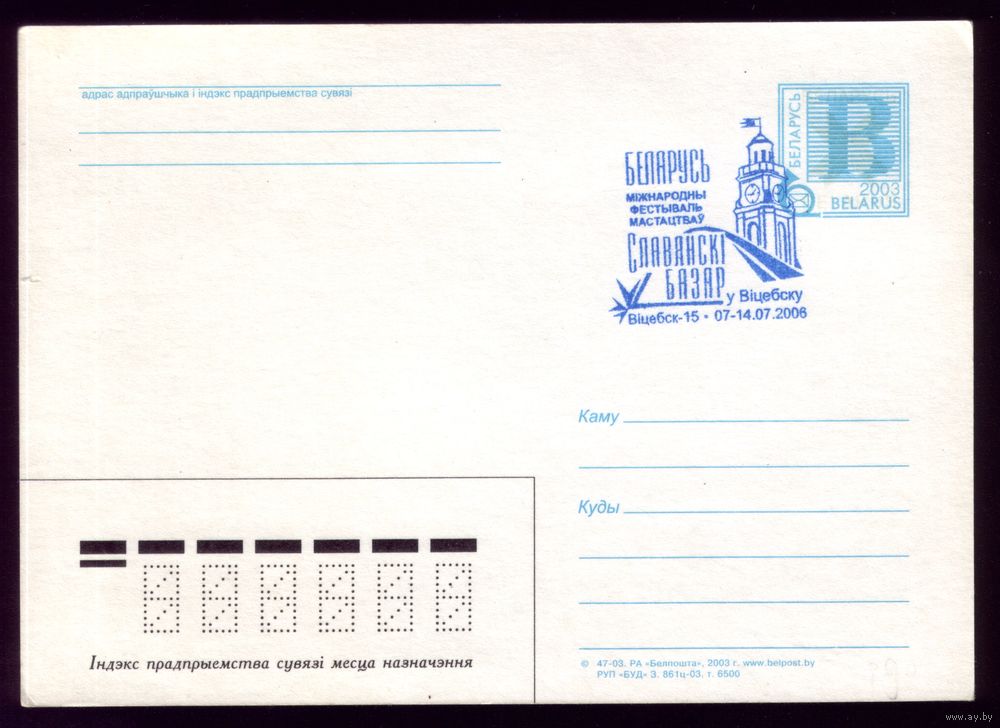 адрас адпраўшчыка і індэкс прадпрыемства сувязі
БЕЛАРУСЬ
B
2003
BELARUS
БЕЛАРУСЬ
МІЖНАРОДНЫ
ФЕСТЫВАЛЬ
МАСТАЦТВАЎ
СЛАВЯНСКІ
БАЗАР
у Віцебску
Віцебск-15 • 07-14.07.2006
Каму
Куды
Індэкс прадпрыемства сувязі месца назначэння
© 47-03. РА «Белпошта», 2003 г. www.belpost.by
РУП «БУД» З. 861ц-03. т. 6500
www.ay.by